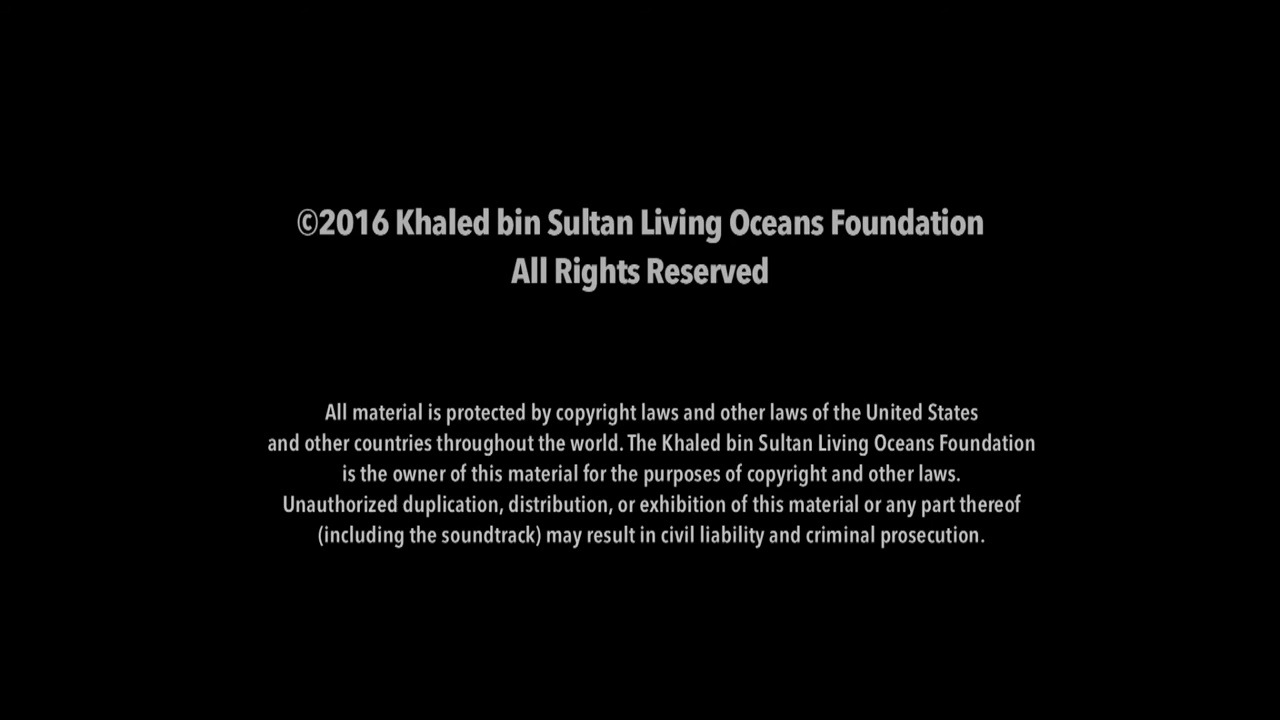 ©2016 Khaled bin Sultan Living Oceans Foundation
All Rights Reserved
All material is protected by copyright laws and other laws of the United States
and other countries throughout the world. The Khaled bin Sultan Living Oceans Foundation
is the owner of this material for the purposes of copyright and other laws.
Unauthorized duplication, distribution, or exhibition of this material or any part thereof
(including the soundtrack) may result in civil liability and criminal prosecution.